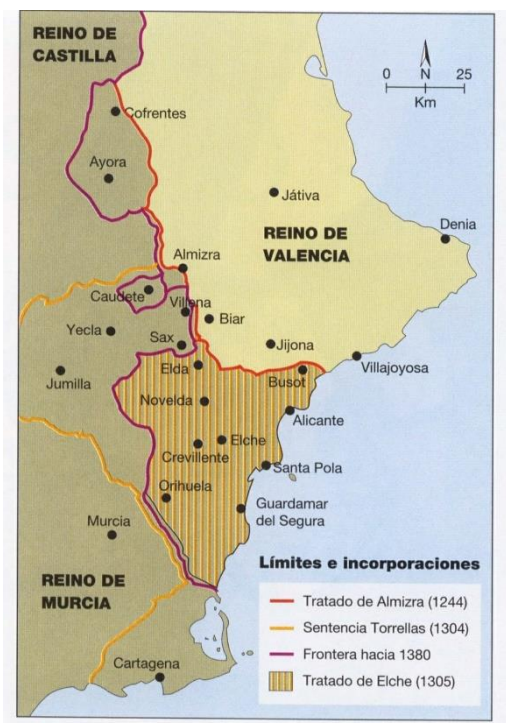 REINO DE
CASTILLA
0 N 25
Km
Cofrentes
Ayora
Játiva
REINO DE
VALENCIA
Denia
Almizra
Caudete
Villena
Biar
Yecla
Sax
Jijona
Villajoyosa
Elda
Busot
Jumilla
Novelda
Alicante
Elche
Crevillente
Santa Pola
Orihuela
Guardamar
del Segura
Murcia
REINO DE
MURCIA
Cartagena
Límites e incorporaciones
Tratado de Almizra (1244)
Sentencia Torrellas (1304)
Frontera hacia 1380
Tratado de Elche (1305)